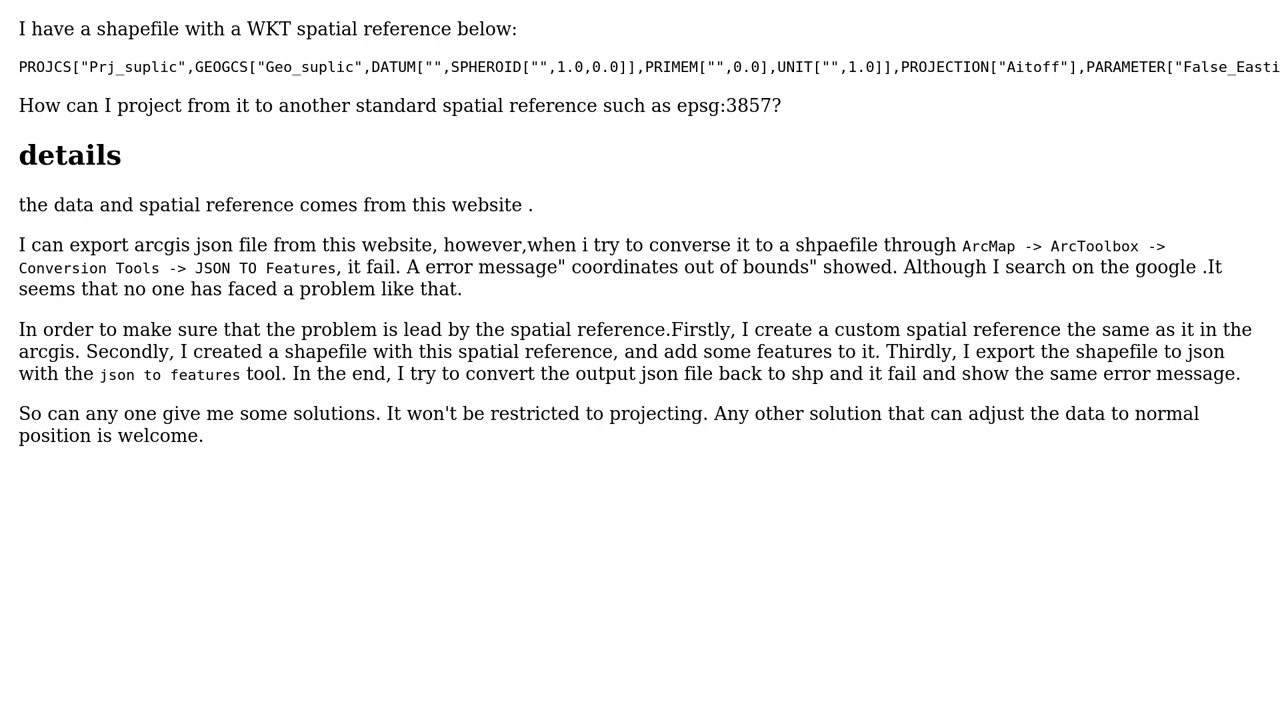 I have a shapefile with a WKT spatial reference below:
PROJCS["Prj_suplic",GEOGCS["Geo_suplic",DATUM["",SPHEROID["",1.0,0.0]],PRIMEM["",0.0],UNIT["",1.0]],PROJECTION["Aitoff"],PARAMETER["False_Easti
How can I project from it to another standard spatial reference such as epsg:3857?
details
the data and spatial reference comes from this website .
I can export arcgis json file from this website, however,when i try to converse it to a shpaefile through ArcMap -> ArcToolbox ->
Conversion Tools -> JSON TO Features, it fail. A error message" coordinates out of bounds" showed. Although I search on the google .It
seems that no one has faced a problem like that.
In order to make sure that the problem is lead by the spatial reference.Firstly, I create a custom spatial reference the same as it in the
arcgis. Secondly, I created a shapefile with this spatial reference, and add some features to it. Thirdly, I export the shapefile to json
with the json to features tool. In the end, I try to convert the output json file back to shp and it fail and show the same error message.
So can any one give me some solutions. It won't be restricted to projecting. Any other solution that can adjust the data to normal
position is welcome.